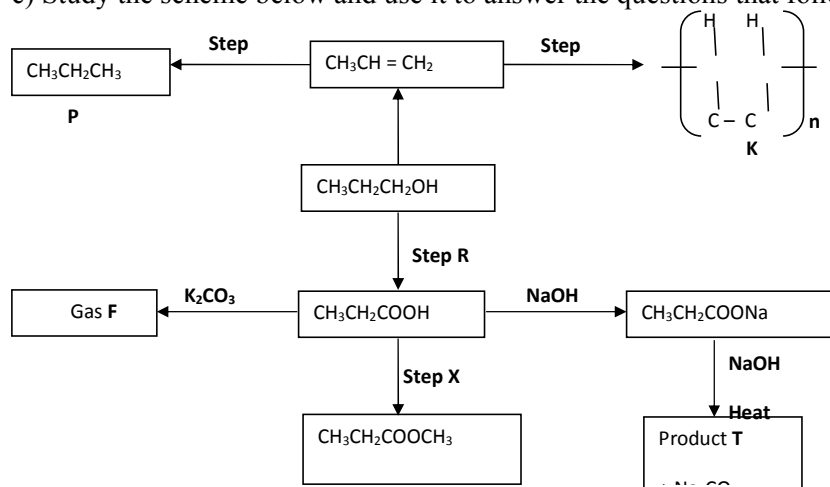 c) Study the scheme below and use it to answer the questions that
Step
Step
CH₃CH₂CH₃
CH₃CH = CH₂
H H
P
C – C
n
K
CH₃CH₂CH₂OH
Step R
K₂CO₃
NaOH
Gas F
CH₃CH₂COOH
CH₃CH₂COONa
Step X
NaOH
Heat
CH₃CH₂COOCH₃
Product T